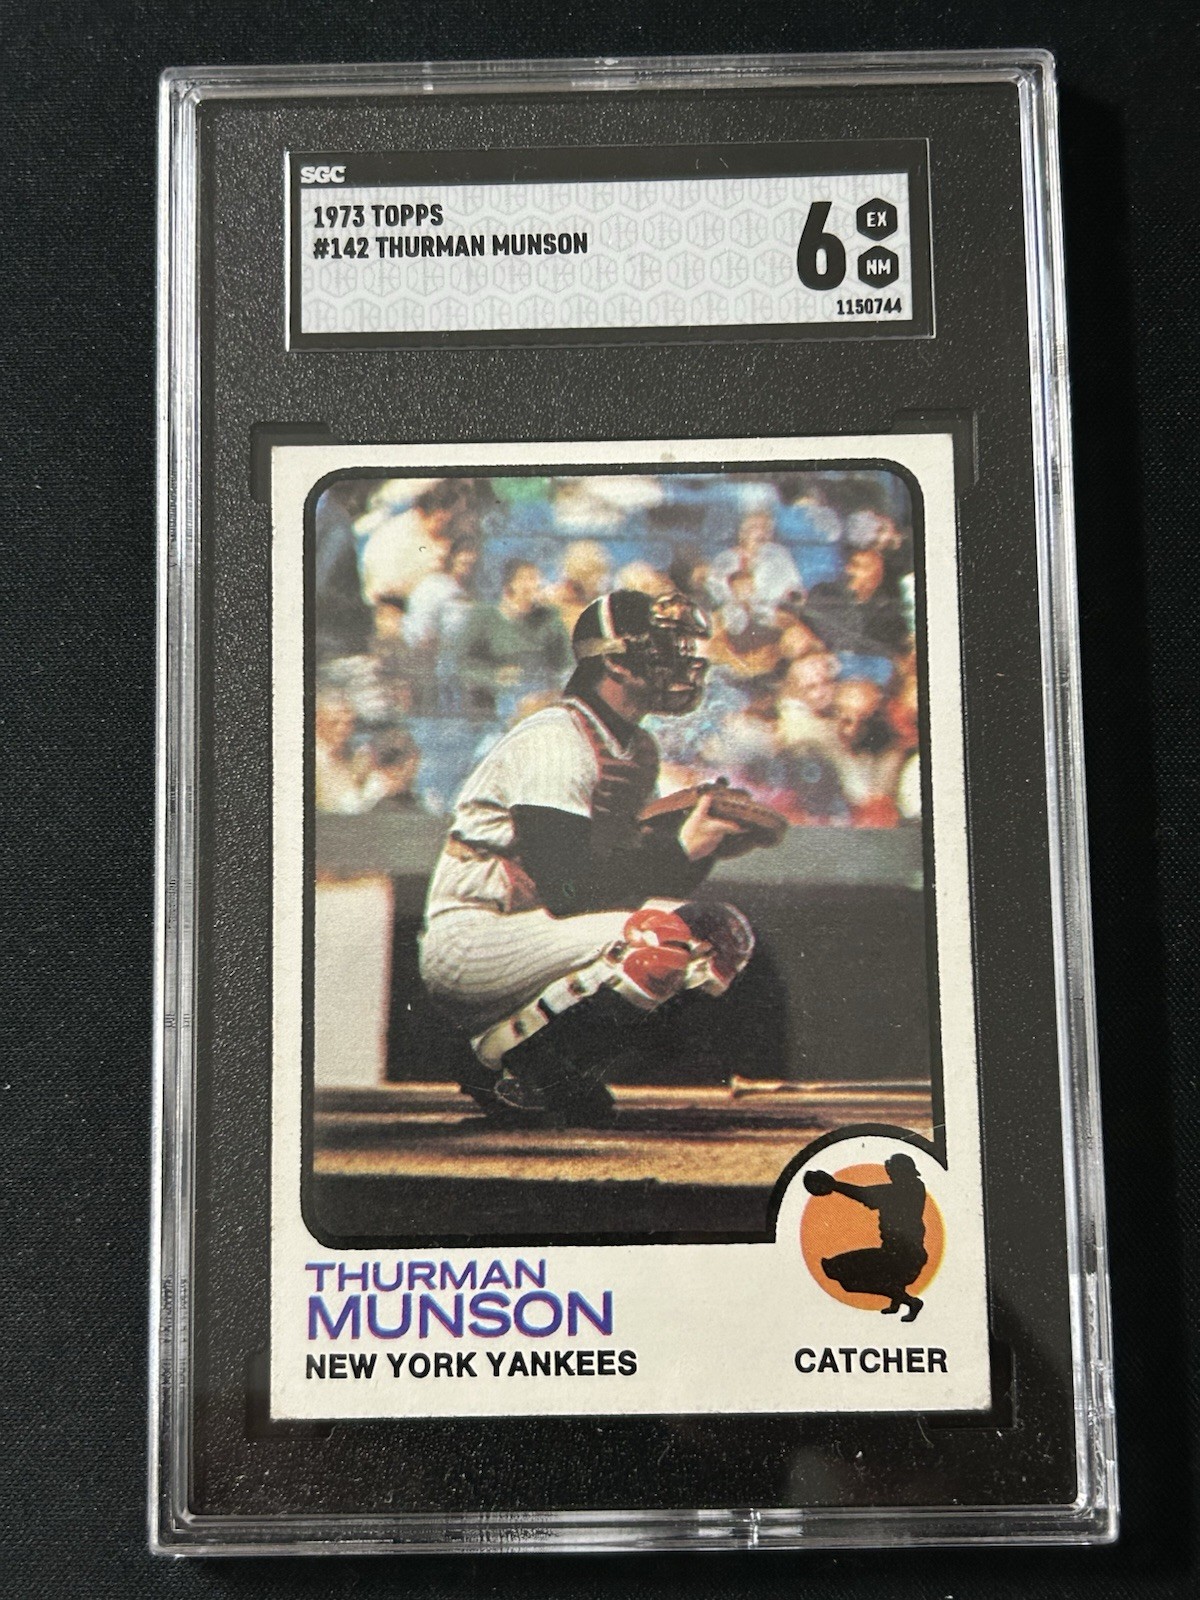 SGC
1973 TOPPS
#142 THURMAN MUNSON
6
EX
NM
1150744
THURMAN
MUNSON
NEW YORK YANKEES
CATCHER